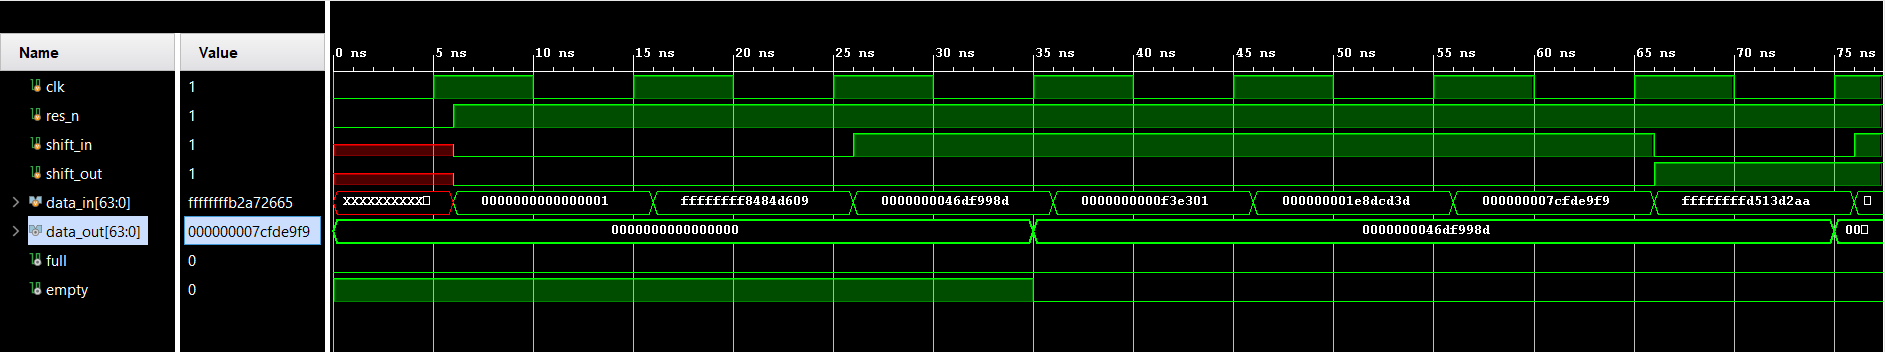 Name Value 0 ns 5 ns 10 ns 15 ns 20 ns 25 ns 30 ns 35 ns 40 ns 45 ns 50 ns 55 ns 60 ns 65 ns 70 ns 75 ns
clk 1
res_n 1
shift_in 1
shift_out 1
data_in[63:0] ffffffffb2a72665 XXXXXXXXXXX□ 0000000000000001 ffffffff8484d609 0000000046df998d 0000000000f3e301 000000001e8dcd3d 000000007cfde9f9 ffffffffd513d2aa □
data_out[63:0] 000000007cfde9f9 0000000000000000 0000000046df998d 00□
full 0
empty 0